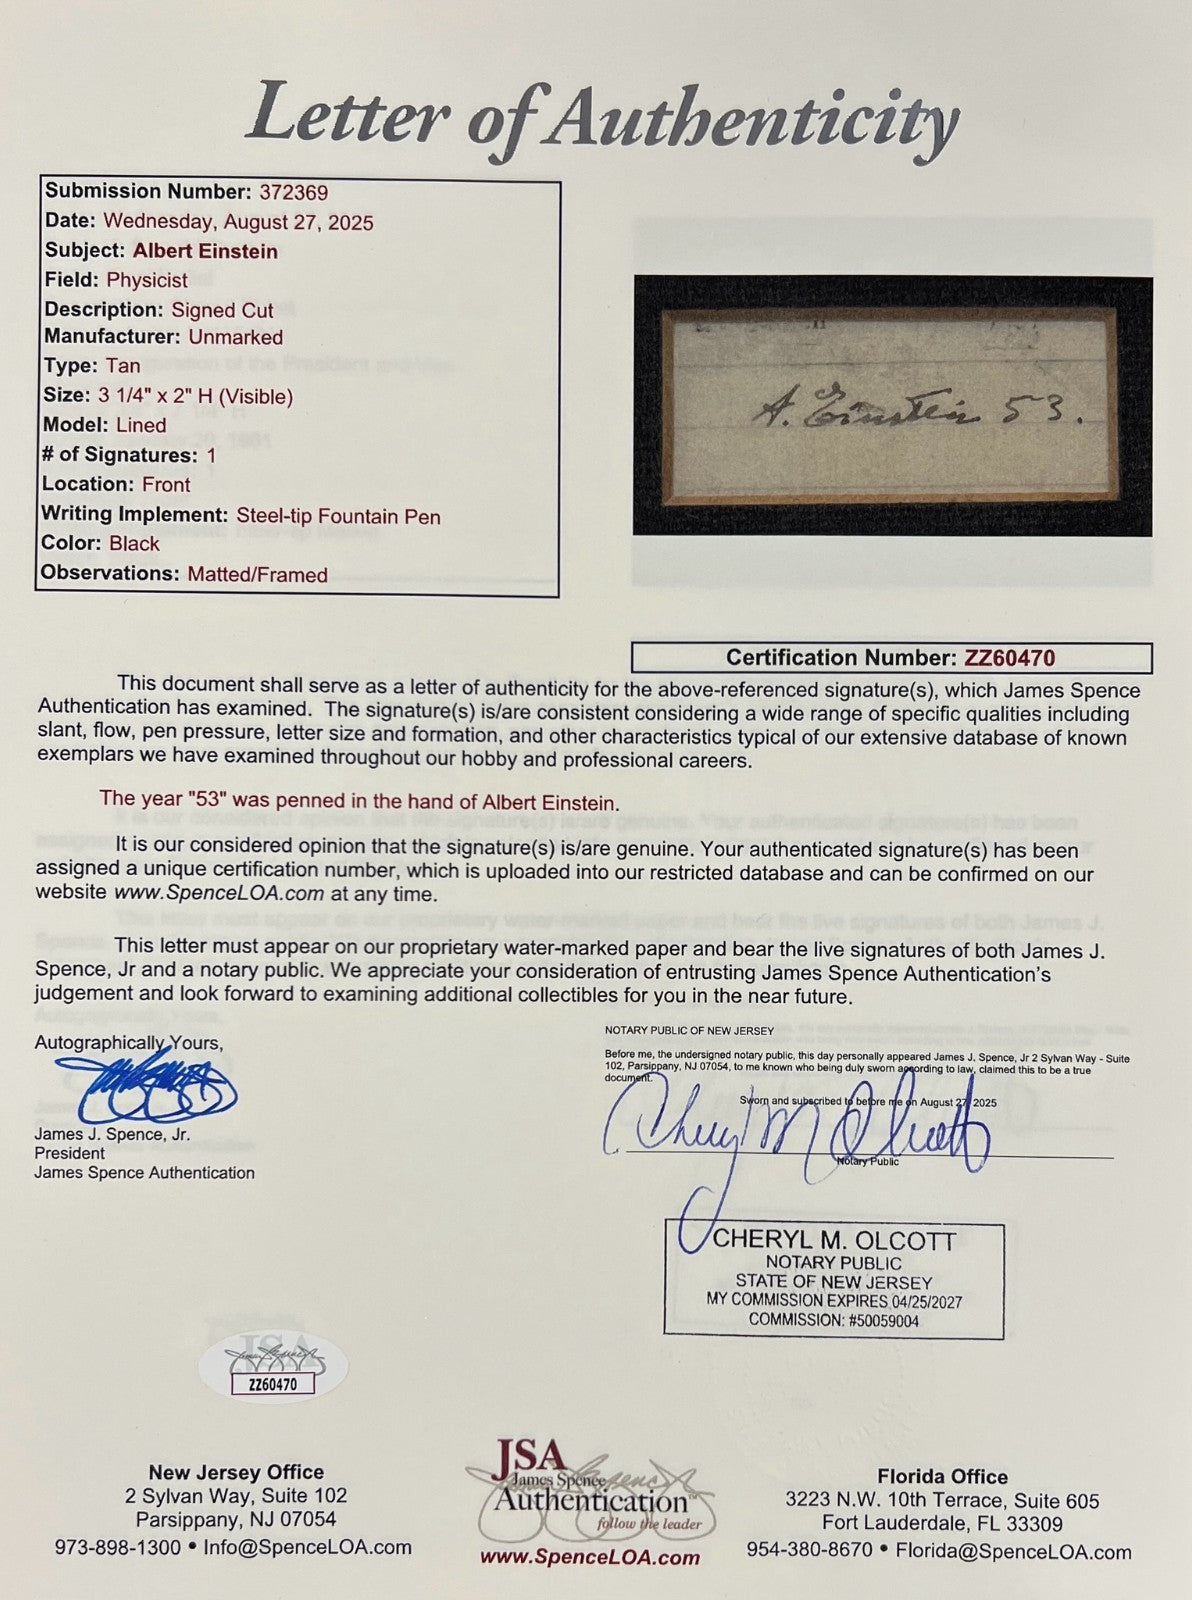 Letter of Authenticity
Submission Number: 372369
Date: Wednesday, August 27, 2025
Subject: Albert Einstein
Field: Physicist
Description: Signed Cut
Manufacturer: Unmarked
Type: Tan
Size: 3 1/4" x 2" H (Visible)
Model: Lined
# of Signatures: 1
Location: Front
Writing Implement: Steel-tip Fountain Pen
Color: Black
Observations: Matted/Framed
A. Einstein 53.
Certification Number: ZZ60470
This document shall serve as a letter of authenticity for the above-referenced signature(s), which James Spence
Authentication has examined. The signature(s) is/are consistent considering a wide range of specific qualities including
slant, flow, pen pressure, letter size and formation, and other characteristics typical of our extensive database of known
exemplars we have examined throughout our hobby and professional careers.
The year "53" was penned in the hand of Albert Einstein.
It is our considered opinion that the signature(s) is/are genuine. Your authenticated signature(s) has been
assigned a unique certification number, which is uploaded into our restricted database and can be confirmed on our
website www.SpenceLOA.com at any time.
This letter must appear on our proprietary water-marked paper and bear the live signatures of both James J.
Spence, Jr and a notary public. We appreciate your consideration of entrusting James Spence Authentication's
judgement and look forward to examining additional collectibles for you in the near future.
Autographically Yours,
James J. Spence, Jr.
President
James Spence Authentication
NOTARY PUBLIC OF NEW JERSEY
Before me, the undersigned notary public, this day personally appeared James J. Spence, Jr 2 Sylvan Way - Suite
102, Parsippany, NJ 07054, to me known who being duly sworn according to law, claimed this to be a true
document.
Sworn and subscribed to before me on August 27, 2025
Cheryl M Olcott
Notary Public
CHERYL M. OLCOTT
NOTARY PUBLIC
STATE OF NEW JERSEY
MY COMMISSION EXPIRES 04/25/2027
COMMISSION: #50059004
JSA
ZZ60470
New Jersey Office
2 Sylvan Way, Suite 102
Parsippany, NJ 07054
973-898-1300 • Info@SpenceLOA.com
JSA
James Spence
Authentication™
follow the leader
www.SpenceLOA.com
Florida Office
3223 N.W. 10th Terrace, Suite 605
Fort Lauderdale, FL 33309
954-380-8670 • Florida@SpenceLOA.com